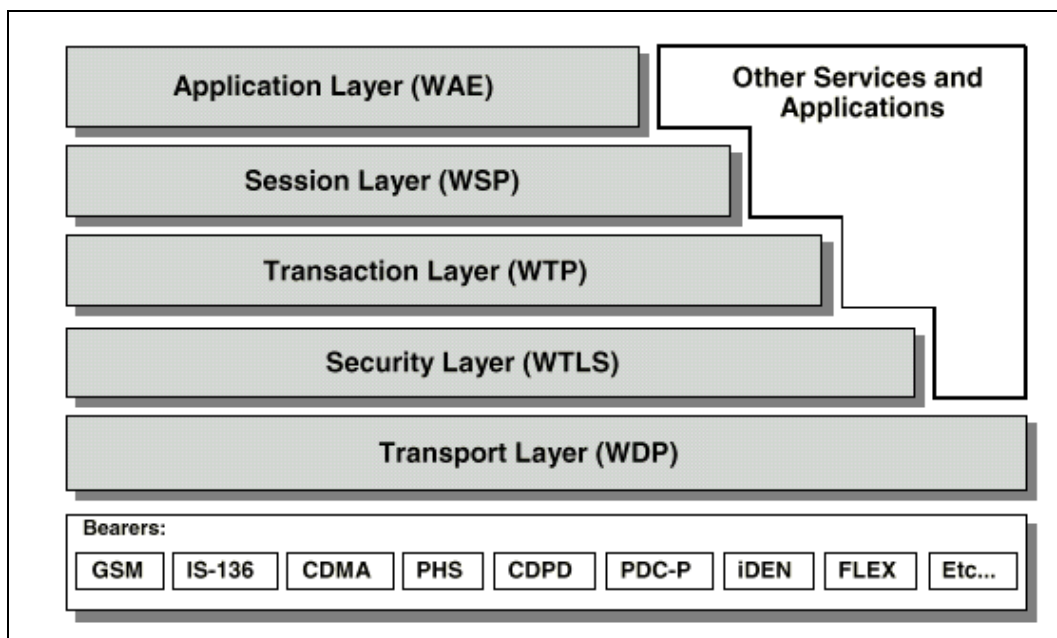 Application Layer (WAE)
Other Services and
Applications
Session Layer (WSP)
Transaction Layer (WTP)
Security Layer (WTLS)
Transport Layer (WDP)
Bearers:
GSM IS-136 CDMA PHS CDPD PDC-P iDEN FLEX Etc...